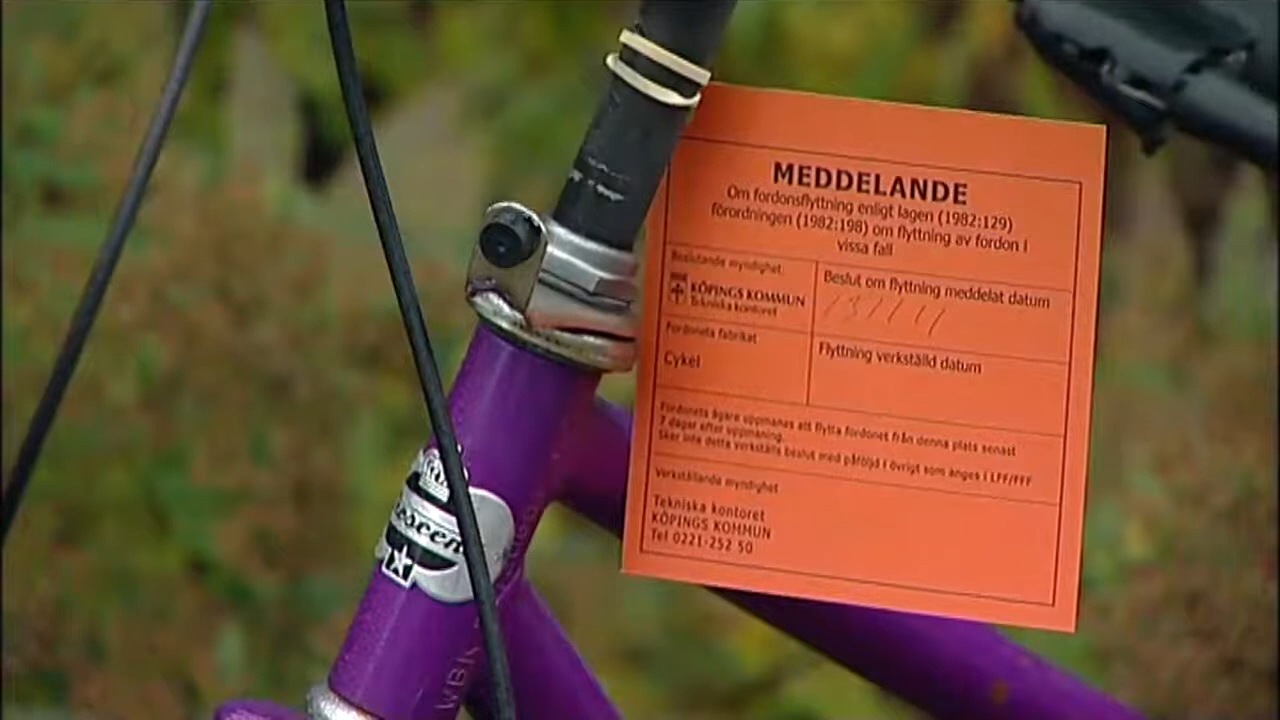 MEDDELANDE
Om fordonsflyttning enligt lagen (1982:129)
förordningen (1982:198) om flyttning av fordon i
vissa fall
Beslutande myndighet
KÖPINGS KOMMUN
Tekniska kontoret
Beslut om flyttning meddelat datum
Fordonets fabrikat
Cykel
Flyttning verkställd datum
Fordonets ägare uppmanas att flytta fordonet från denna plats senast
7 dagar efter uppmaning.
Sker inte detta verkställs beslut med påföljd i övrigt som anges i LFF/FFF
Verkställande myndighet
Tekniska kontoret
KÖPINGS KOMMUN
Tel 0221-252 50
escen
WBK